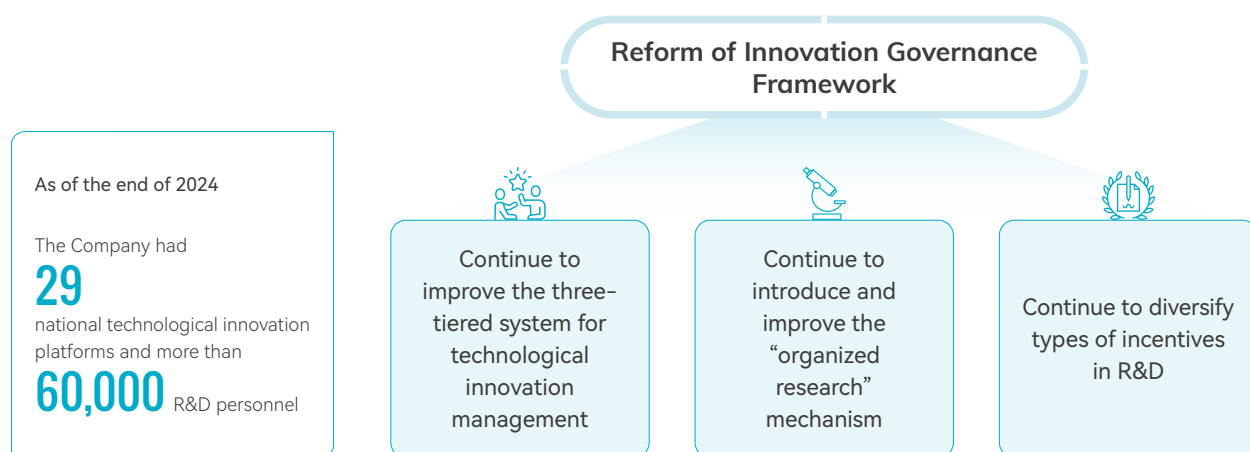 Reform of Innovation Governance
Framework
As of the end of 2024
The Company had
29
national technological innovation
platforms and more than
60,000 R&D personnel
Continue to
improve the three-
tiered system for
technological
innovation
management
Continue to
introduce and
improve the
“organized
research”
mechanism
Continue to diversify
types of incentives
in R&D